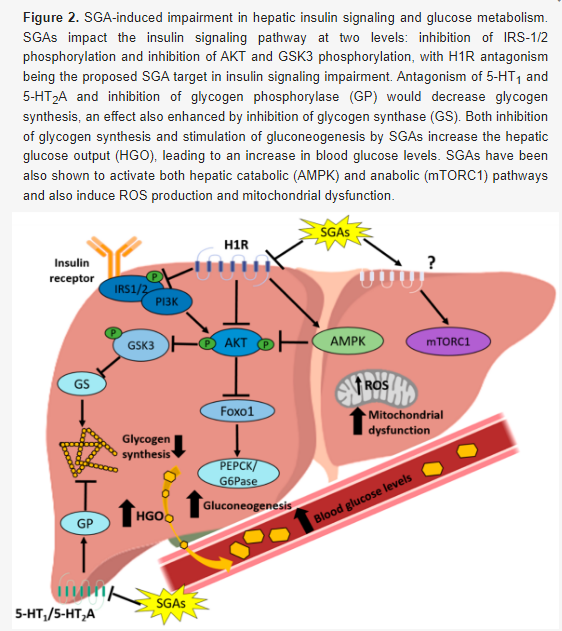 Figure 2. SGA-induced impairment in hepatic insulin signaling and glucose metabolism.
SGAs impact the insulin signaling pathway at two levels: inhibition of IRS-1/2
phosphorylation and inhibition of AKT and GSK3 phosphorylation, with H1R antagonism
being the proposed SGA target in insulin signaling impairment. Antagonism of 5-HT₁ and
5-HT₂A and inhibition of glycogen phosphorylase (GP) would decrease glycogen
synthesis, an effect also enhanced by inhibition of glycogen synthase (GS). Both inhibition
of glycogen synthesis and stimulation of gluconeogenesis by SGAs increase the hepatic
glucose output (HGO), leading to an increase in blood glucose levels. SGAs have been
also shown to activate both hepatic catabolic (AMPK) and anabolic (mTORC1) pathways
and also induce ROS production and mitochondrial dysfunction.
SGAs
H1R
?
Insulin
receptor
P
IRS1/2
PI3K
P
GSK3
P
AKT
P
AMPK
mTORC1
GS
ROS
Foxo1
Mitochondrial
dysfunction
Glycogen
synthesis
PEPCK/
G6Pase
Gluconeogenesis
HGO
GP
Blood glucose levels
SGAs
5-HT₁/5-HT₂A